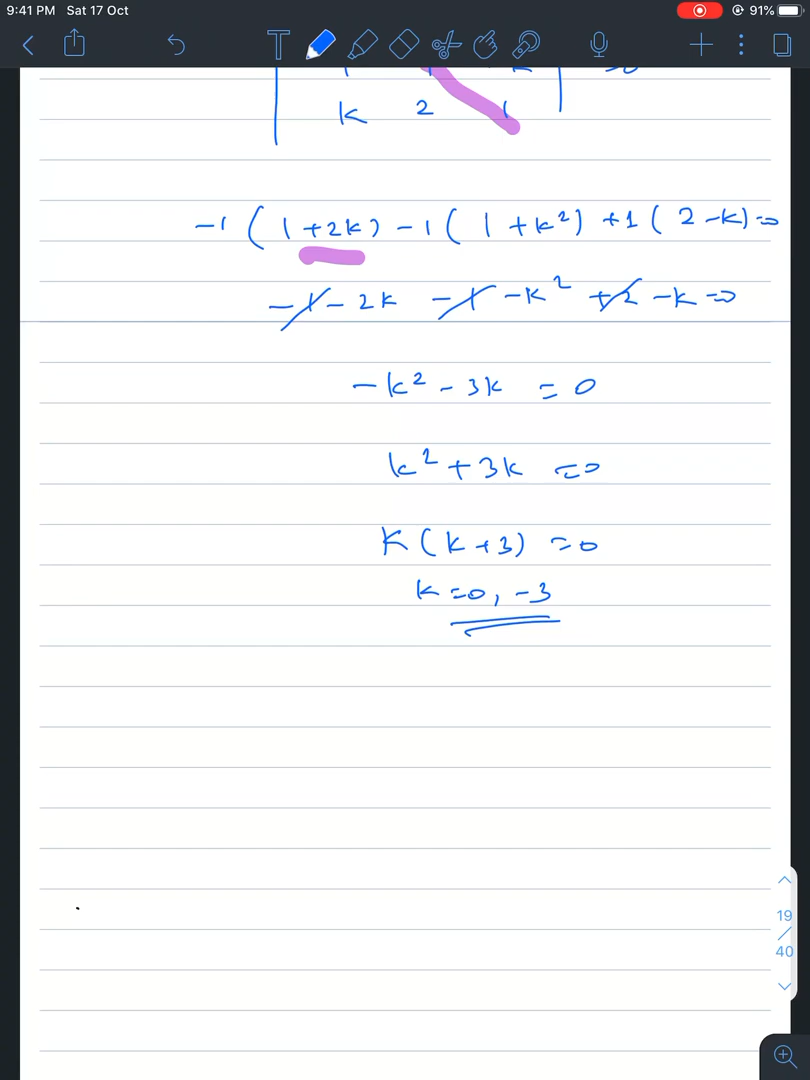 9:41 PM Sat 17 Oct 91%
T
k 2 1
-1 ( 1 +2k) -1 ( 1 +k²) +1 ( 2 -k) =0
-1 - 2k -1 -k² +2 -k =0
-k² - 3k = 0
k² + 3k =0
K ( k +3) =0
k =0, -3
19
40